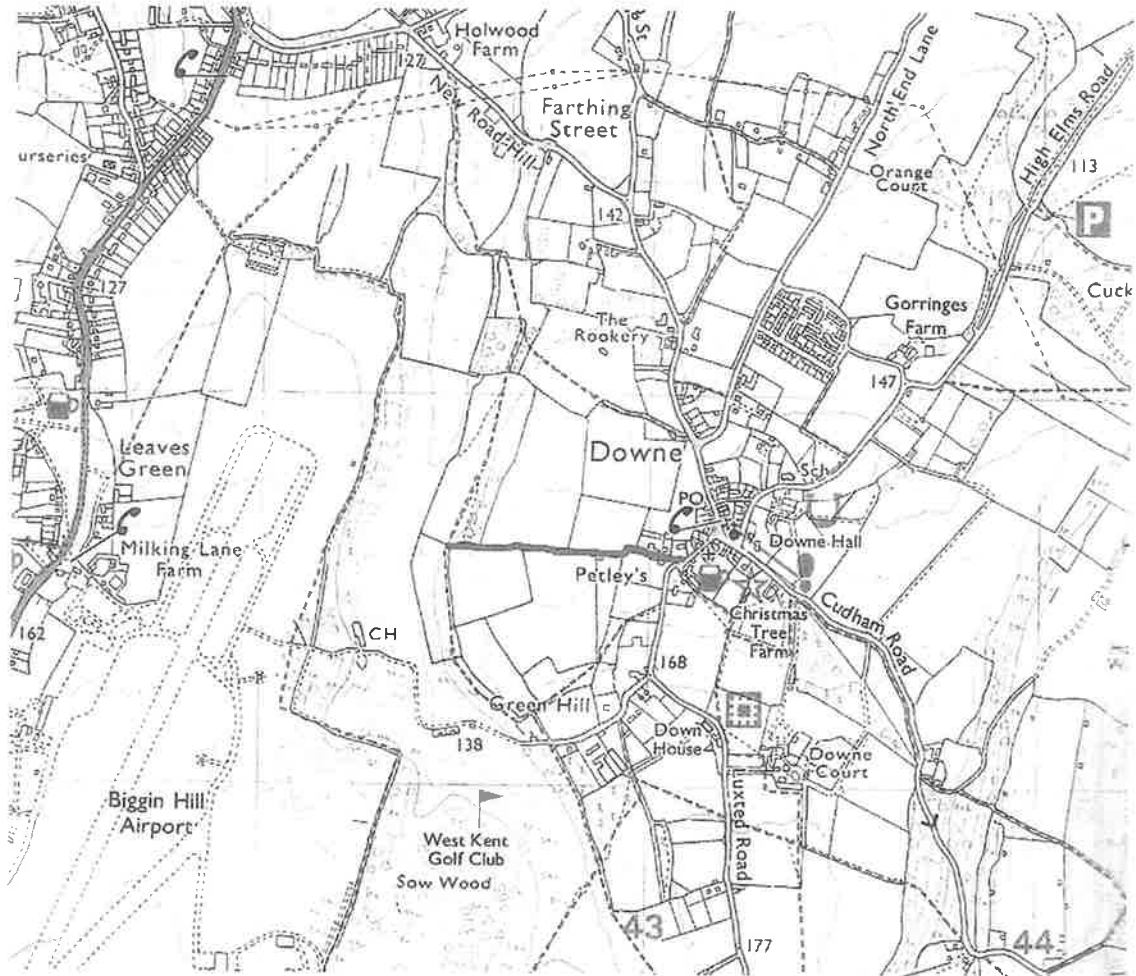 Holwood
Farm
127
New Road Hill
Farthing
Street
North End Lane
High Elms Road
113
P
urseries
Orange
Court
142
127
Cuck
Gorringes
Farm
The
Rookery
147
Leaves
Green
Downe
Sch
PO
Downe Hall
Milking Lane
Farm
Petley's
Christmas
Tree
Farm
Cudham Road
162
CH
168
Green Hill
138
Down
House
Downe
Court
Luxted Road
Biggin Hill
Airport
West Kent
Golf Club
Sow Wood
43
177
44